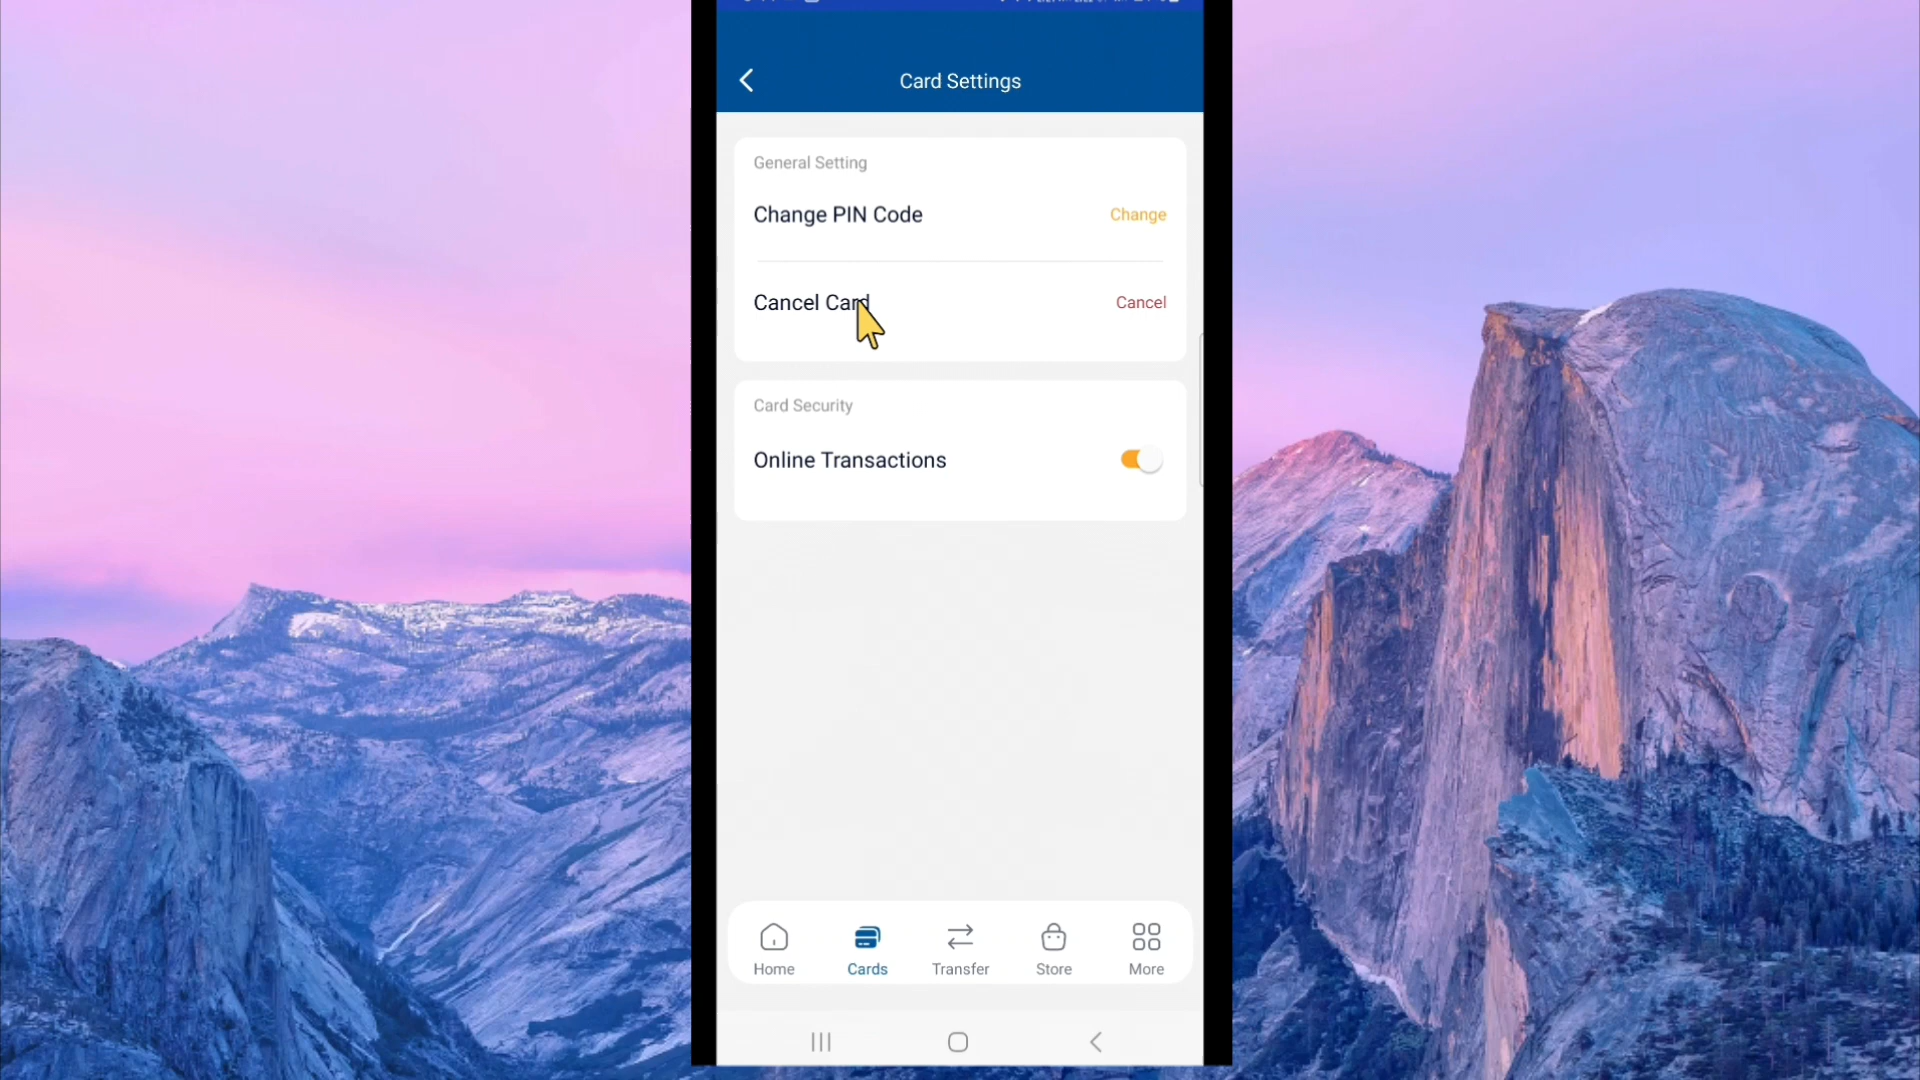 Card Settings
General Setting
Change PIN Code Change
Cancel Card Cancel
Card Security
Online Transactions
Home Cards Transfer Store More